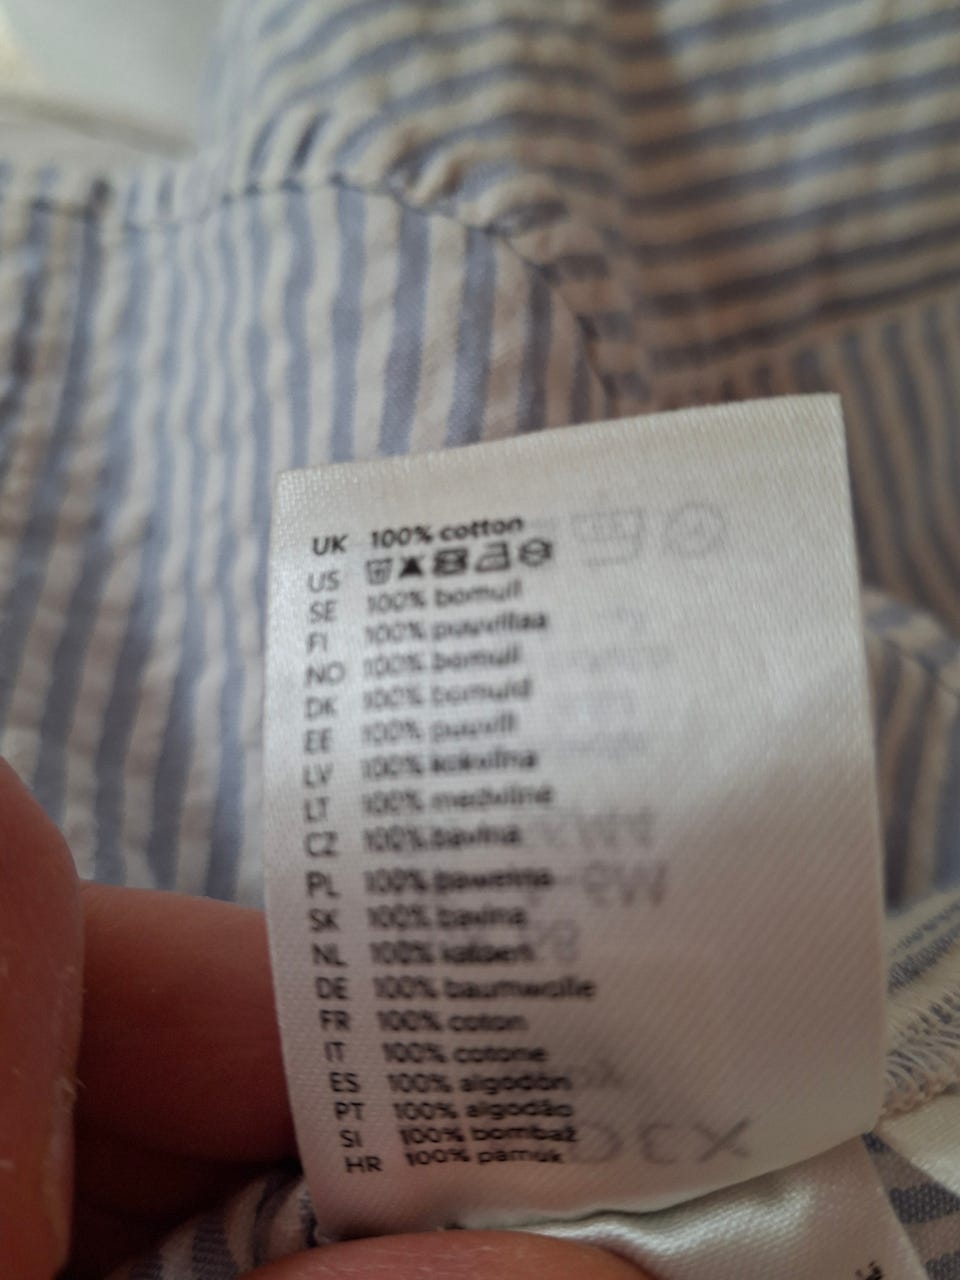 UK 100% cotton
US
SE 100% bomull
FI 100% puuvillaa
NO 100% bomull
DK 100% bomuld
EE 100% puuvill
LV 100% kokvilna
LT 100% medvilnė
CZ 100% bavlna
PL 100% bawełna
SK 100% bavlna
NL 100% katoen
DE 100% baumwolle
FR 100% coton
IT 100% cotone
ES 100% algodón
PT 100% algodão
SI 100% bombaž
HR 100% pamuk